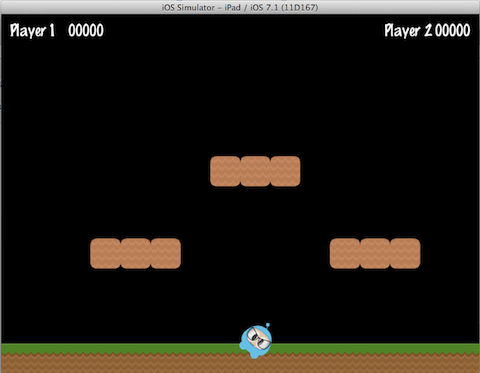 iOS Simulator – iPad / iOS 7.1 (11D167)
Player 1 00000
Player 2 00000